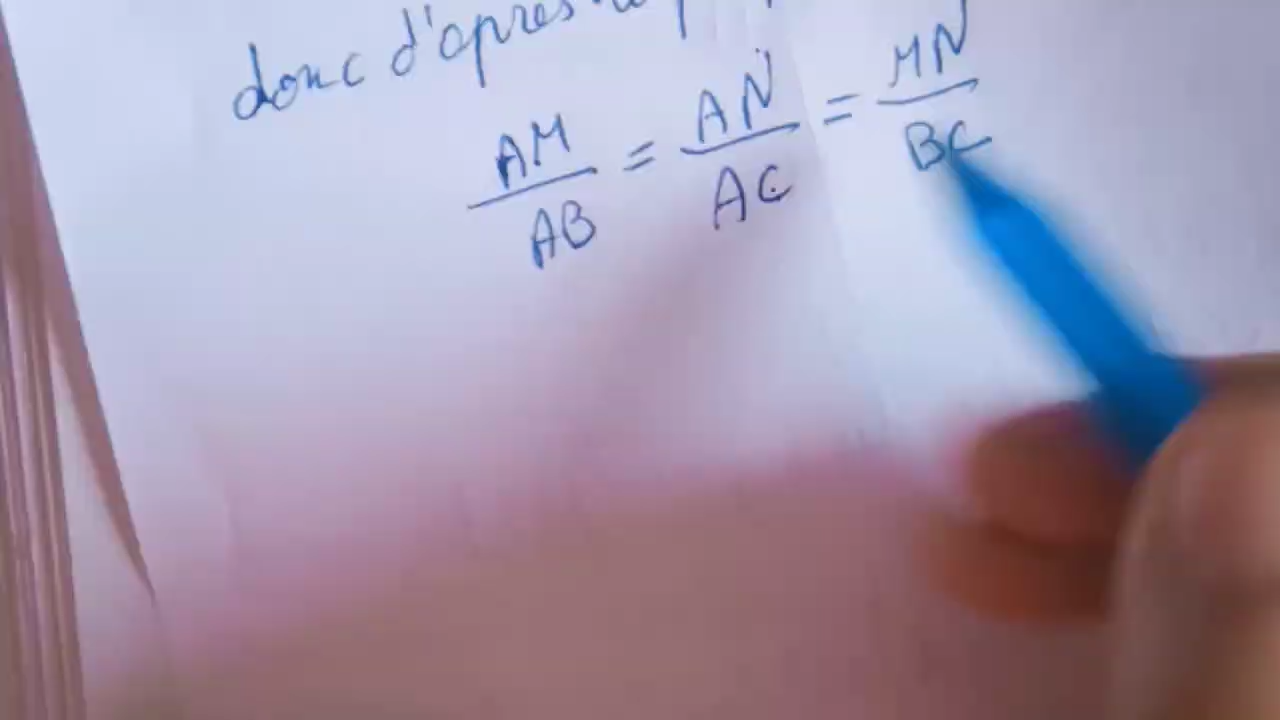 donc d'après
AM/AB = AN/AC = MN/BC